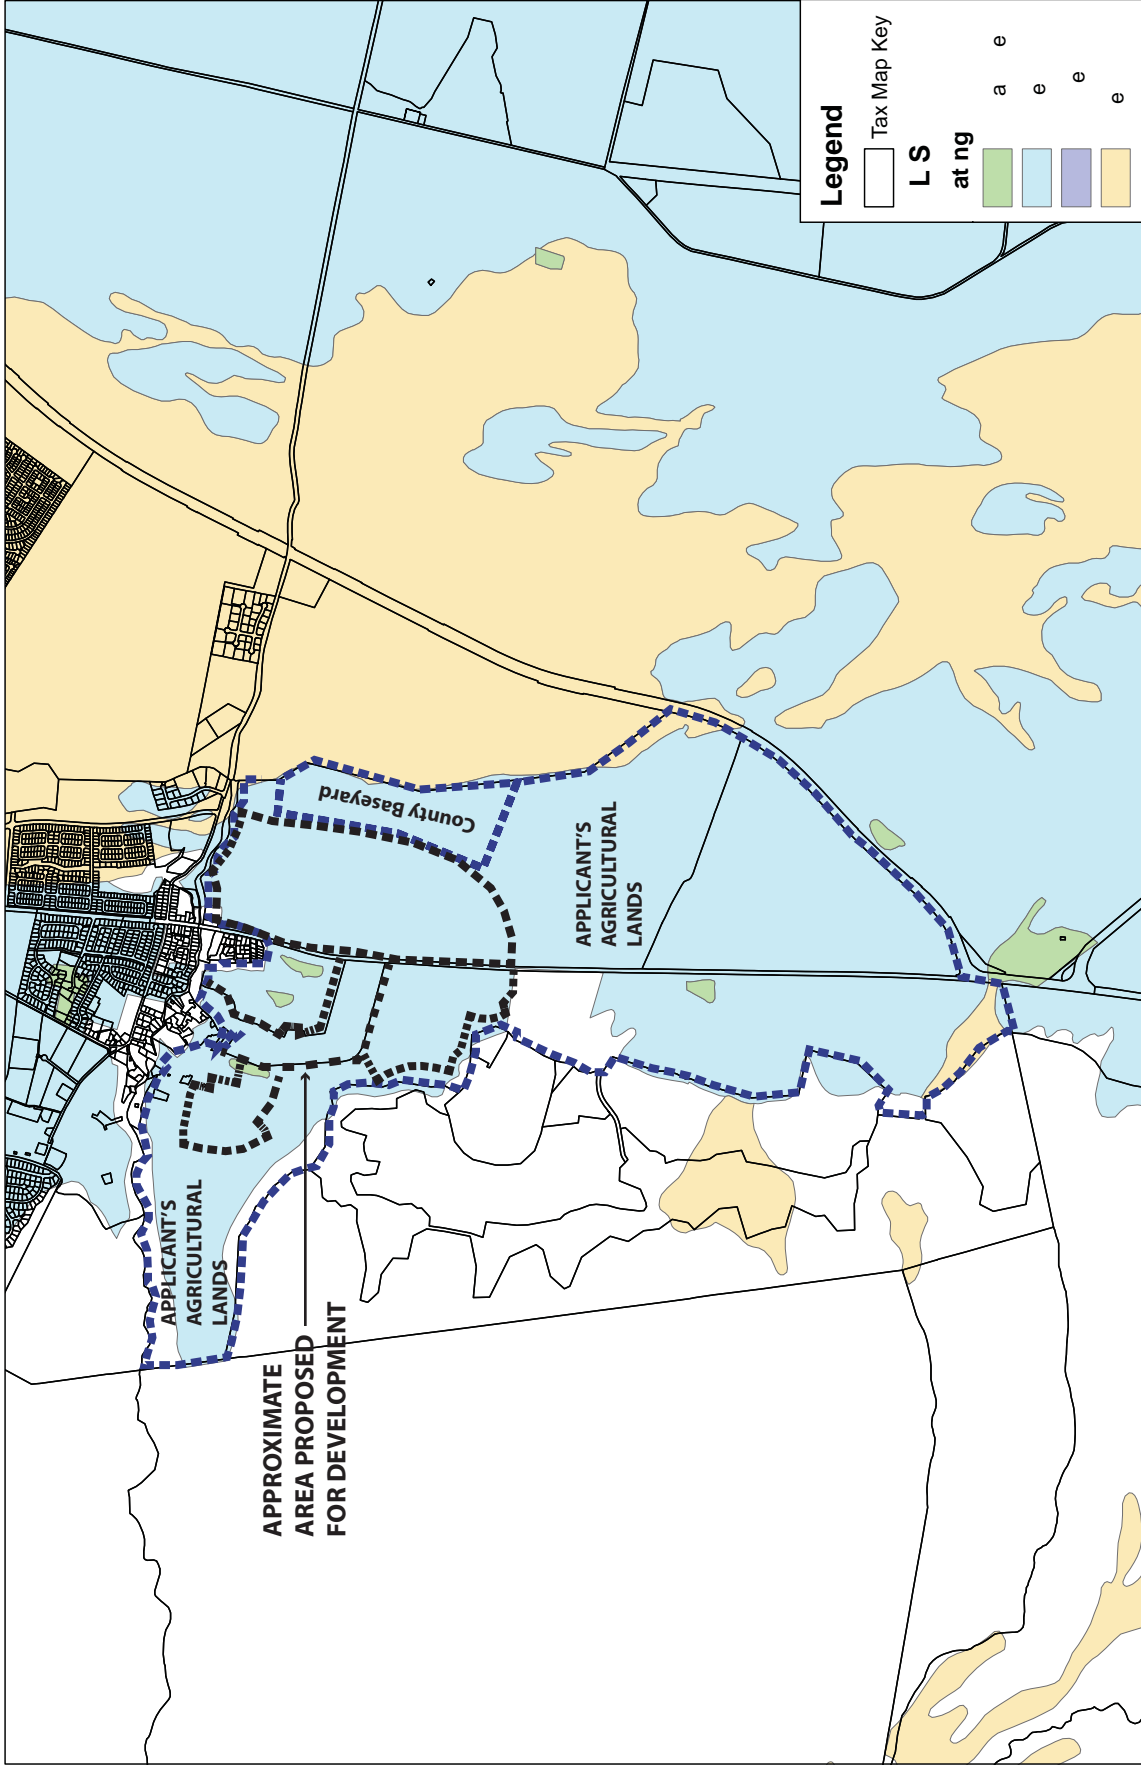 APPLICANT'S
AGRICULTURAL
LANDS
APPROXIMATE
AREA PROPOSED
FOR DEVELOPMENT
County Baseyard
APPLICANT'S
AGRICULTURAL
LANDS
Legend
Tax Map Key
L S
at ng
a e
e
e
e